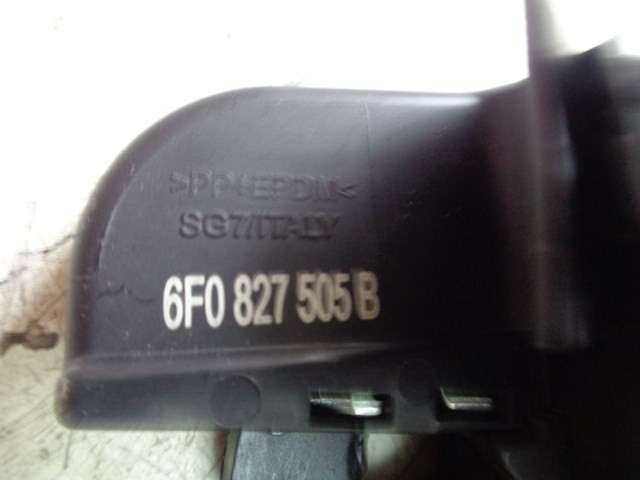 >PP+EPDM<
SG7/ITALY
6F0 827 505 B